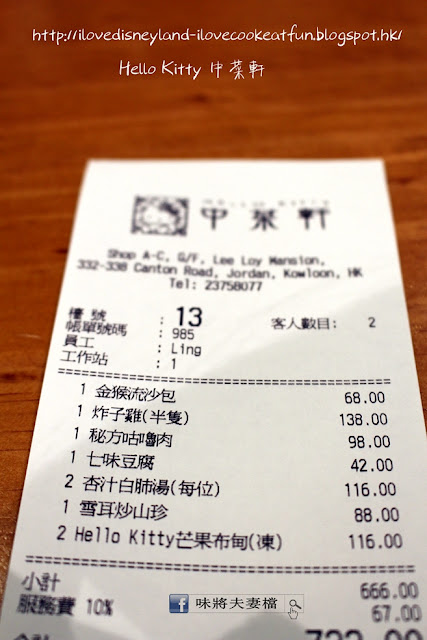 http://ilovedisneyland-ilovecookeatfun.blogspot.hk/
Hello Kitty 中菜軒
中菜軒
Shop A-C, G/F, Lee Loy Mansion,
332-338 Canton Road, Jordan, Kowloon, HK
Tel: 23758077
檯號 : 13 客人數目: 2
帳單號碼 : 985
員工 : Ling
工作站 : 1
1 金猴流沙包 68.00
1 炸子雞(半隻) 138.00
1 秘方咕嚕肉 98.00
1 七味豆腐 42.00
2 杏汁白肺湯(每位) 116.00
1 雪耳炒山珍 88.00
2 Hello Kitty芒果布甸(凍) 116.00
小計 666.00
服務費 10% 67.00
味將夫妻檔